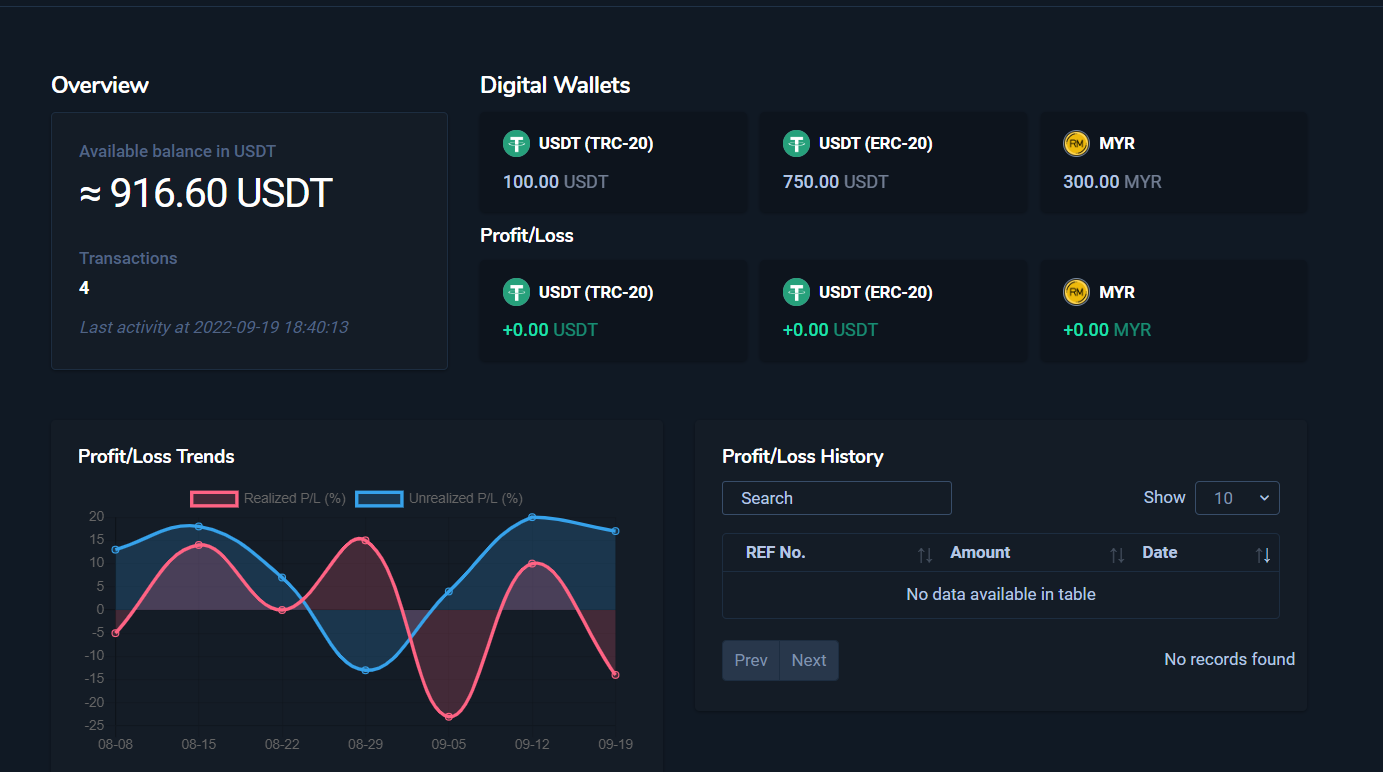 Overview
Available balance in USDT
≈ 916.60 USDT
Transactions
4
Last activity at 2022-09-19 18:40:13
Digital Wallets
USDT (TRC-20)
100.00 USDT
USDT (ERC-20)
750.00 USDT
RM MYR
300.00 MYR
Profit/Loss
USDT (TRC-20)
+0.00 USDT
USDT (ERC-20)
+0.00 USDT
RM MYR
+0.00 MYR
Profit/Loss Trends
Realized P/L (%) Unrealized P/L (%)
20
15
10
5
0
-5
-10
-15
-20
-25
08-08 08-15 08-22 08-29 09-05 09-12 09-19
Profit/Loss History
Search Show 10
REF No. Amount Date
No data available in table
Prev Next No records found